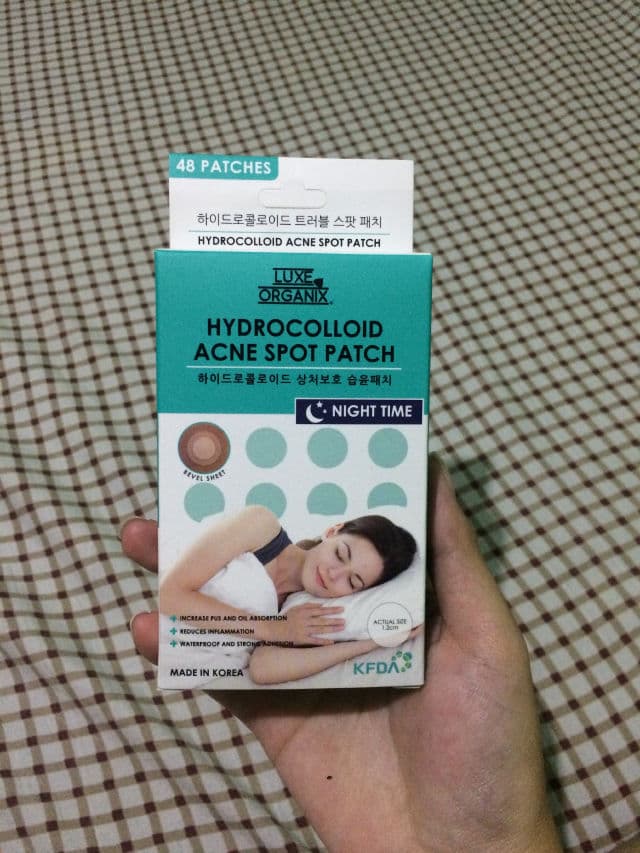 48 PATCHES
하이드로콜로이드 트러블 스팟 패치
HYDROCOLLOID ACNE SPOT PATCH
LUXE
ORGANIX
HYDROCOLLOID
ACNE SPOT PATCH
하이드로콜로이드 상처보호 습윤패치
NIGHT TIME
BEVEL SHEET
INCREASE PUS AND OIL ABSORPTION
REDUCES INFLAMMATION
WATERPROOF AND STRONG ADHESION
ACTUAL SIZE
1.2cm
MADE IN KOREA
KFDA